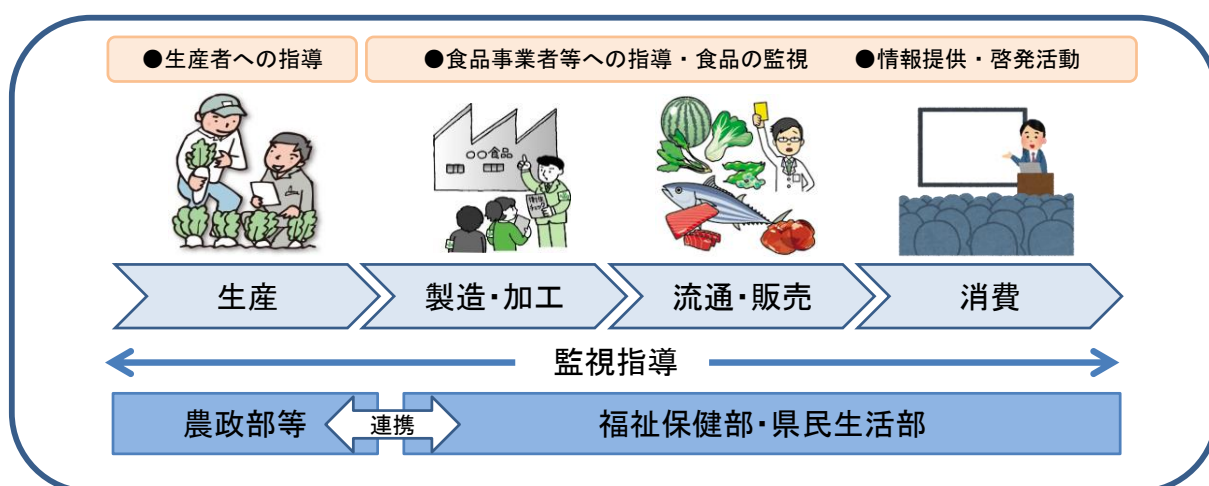 ●生産者への指導
●食品事業者等への指導・食品の監視 ●情報提供・啓発活動
〇〇食品
生産
製造・加工
流通・販売
消費
監視指導
農政部等
連携
福祉保健部・県民生活部